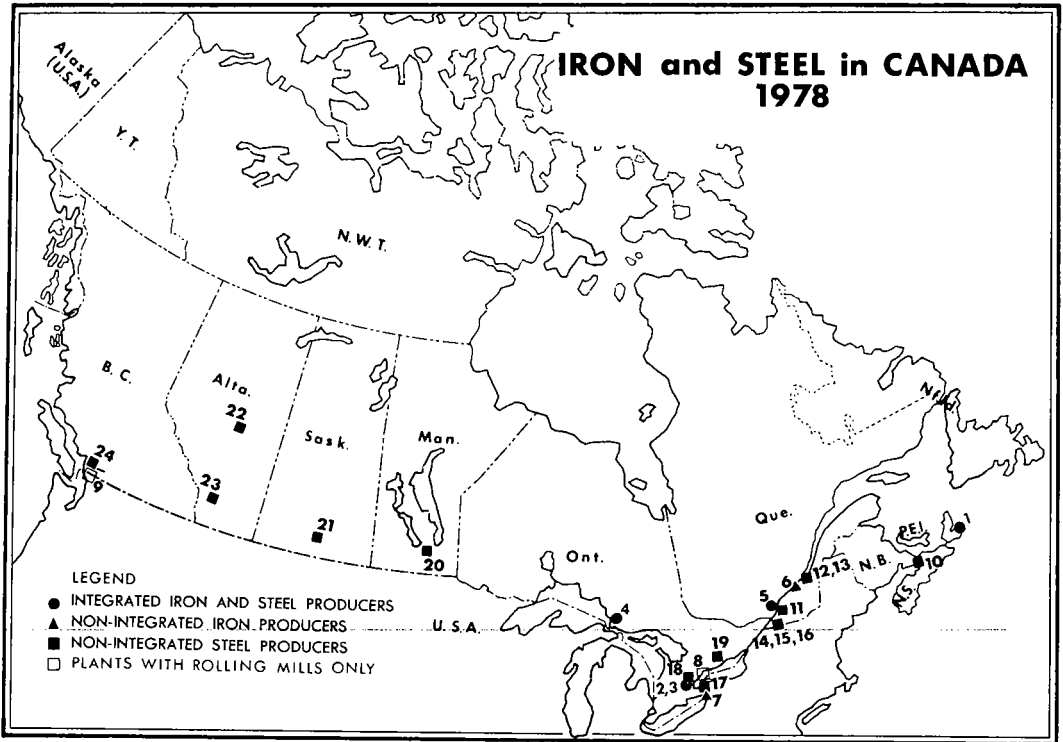 IRON and STEEL in CANADA
1978
Alaska
(U.S.A.)
Y. T.
N.W.T.
B. C.
Alta.
22
Sask.
Man.
24
9
23
21
20
Ont.
Que.
Nfld.
P.E.I.
1
N.B.
10
N.S.
12,13
6
5
11
14,15,16
4
U.S.A.
19
18
8
2,3
17
7
LEGEND
INTEGRATED IRON AND STEEL PRODUCERS
NON-INTEGRATED IRON PRODUCERS
NON-INTEGRATED STEEL PRODUCERS
PLANTS WITH ROLLING MILLS ONLY